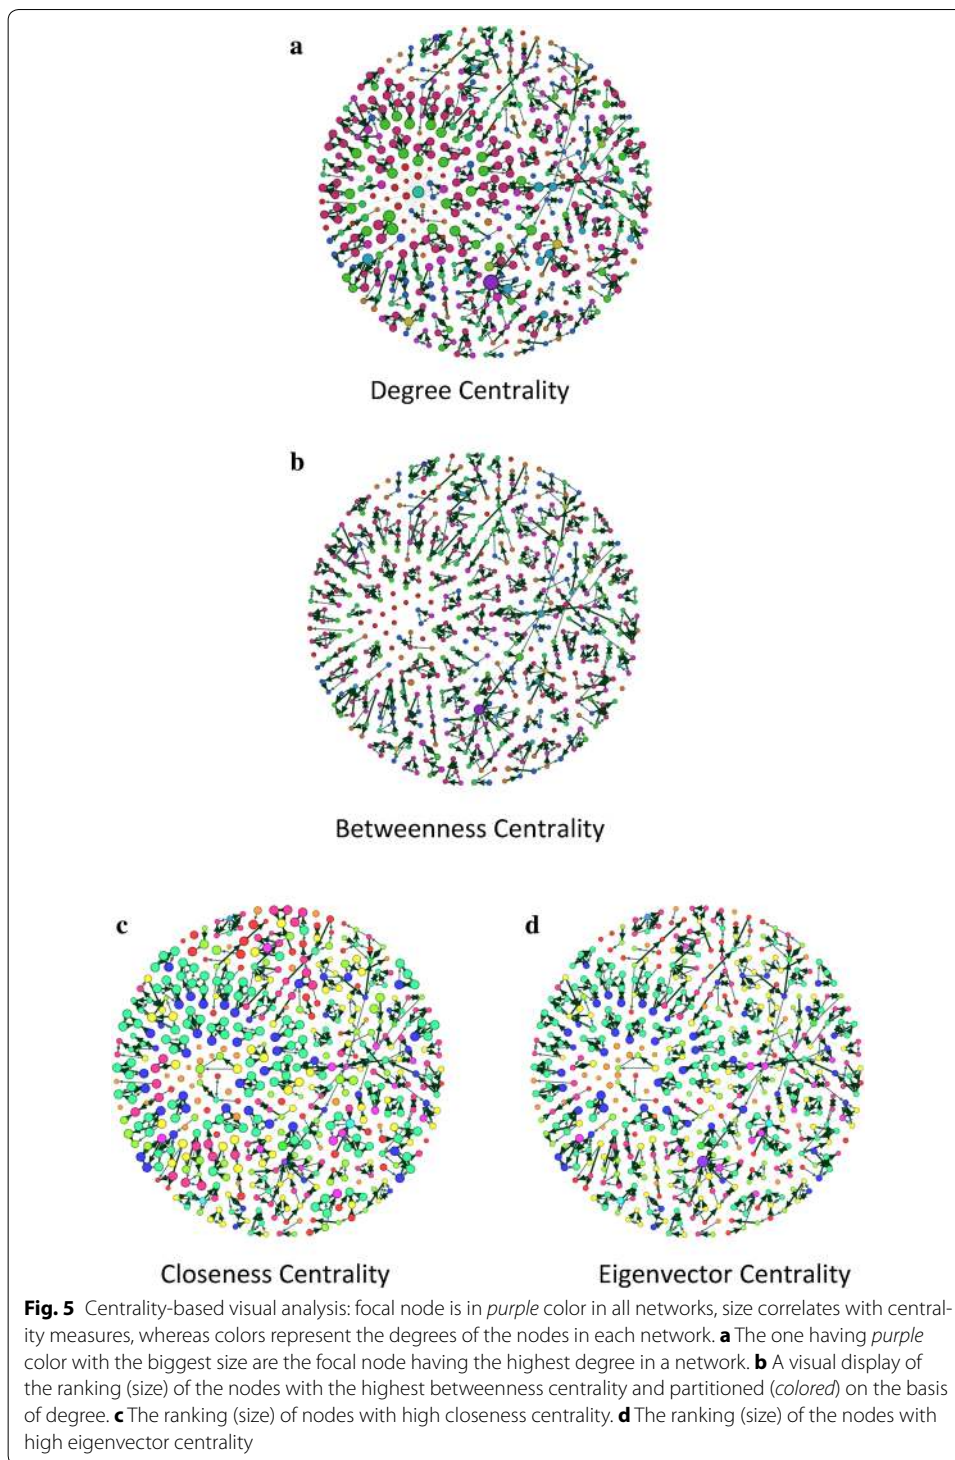 a
Degree Centrality
b
Betweenness Centrality
c
d
Closeness Centrality
Eigenvector Centrality
Fig. 5 Centrality-based visual analysis: focal node is in purple color in all networks, size correlates with central-
ity measures, whereas colors represent the degrees of the nodes in each network. a The one having purple
color with the biggest size are the focal node having the highest degree in a network. b A visual display of
the ranking (size) of the nodes with the highest betweenness centrality and partitioned (colored) on the basis
of degree. c The ranking (size) of nodes with high closeness centrality. d The ranking (size) of the nodes with
high eigenvector centrality